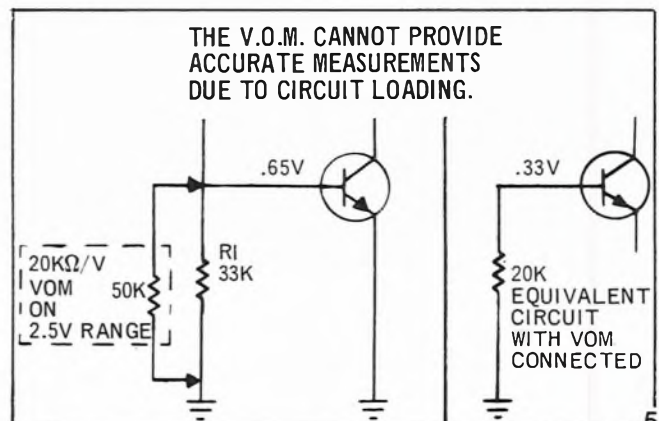 THE V.O.M. CANNOT PROVIDE
ACCURATE MEASUREMENTS
DUE TO CIRCUIT LOADING.
.65V
20KΩ/V
VOM
ON
2.5V RANGE
50K
R1
33K
.33V
20K
EQUIVALENT
CIRCUIT
WITH VOM
CONNECTED
5